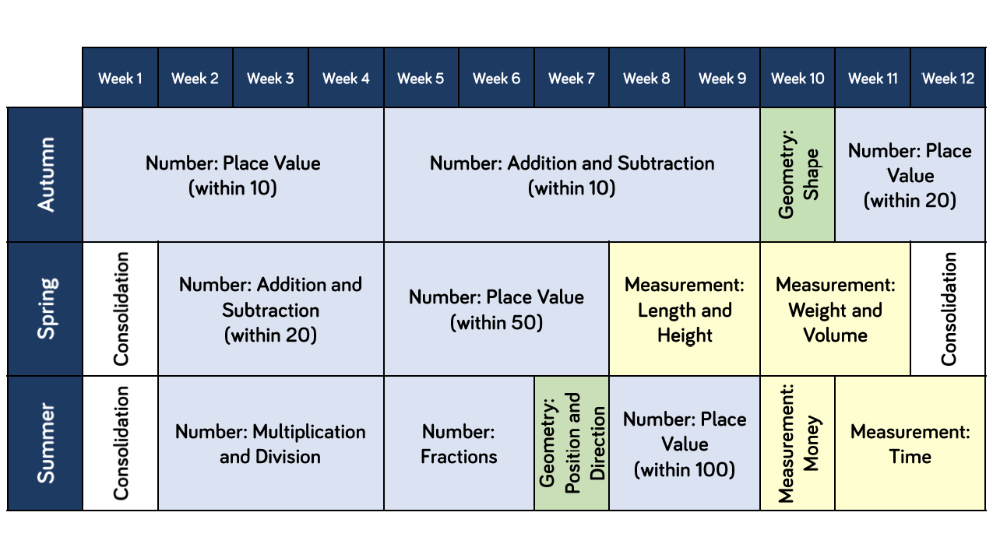 Week 1
Week 2
Week 3
Week 4
Week 5
Week 6
Week 7
Week 8
Week 9
Week 10
Week 11
Week 12
Autumn
Number: Place Value
(within 10)
Number: Addition and Subtraction
(within 10)
Geometry:
Shape
Number: Place
Value
(within 20)
Spring
Consolidation
Number: Addition and
Subtraction
(within 20)
Number: Place Value
(within 50)
Measurement:
Length and
Height
Measurement:
Weight and
Volume
Consolidation
Summer
Consolidation
Number: Multiplication
and Division
Number:
Fractions
Geometry:
Position and
Direction
Number: Place
Value
(within 100)
Measurement:
Money
Measurement:
Time